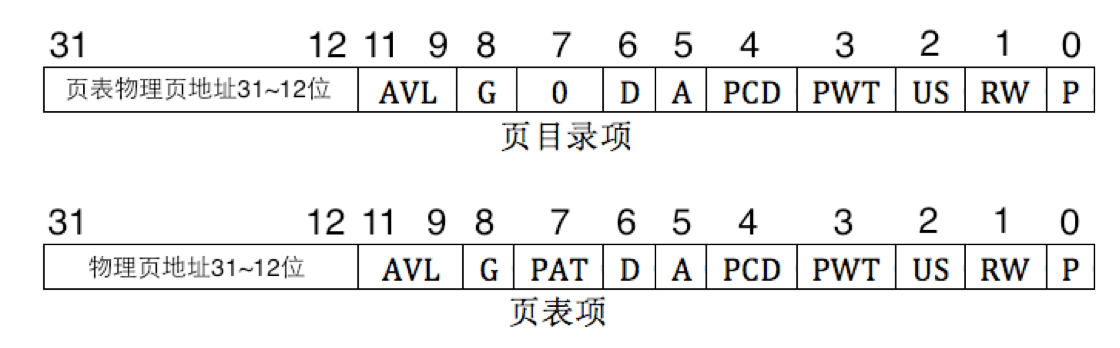 31 12 11 9 8 7 6 5 4 3 2 1 0
页表物理页地址31~12位 AVL G 0 D A PCD PWT US RW P
页目录项
31 12 11 9 8 7 6 5 4 3 2 1 0
物理页地址31~12位 AVL G PAT D A PCD PWT US RW P
页表项